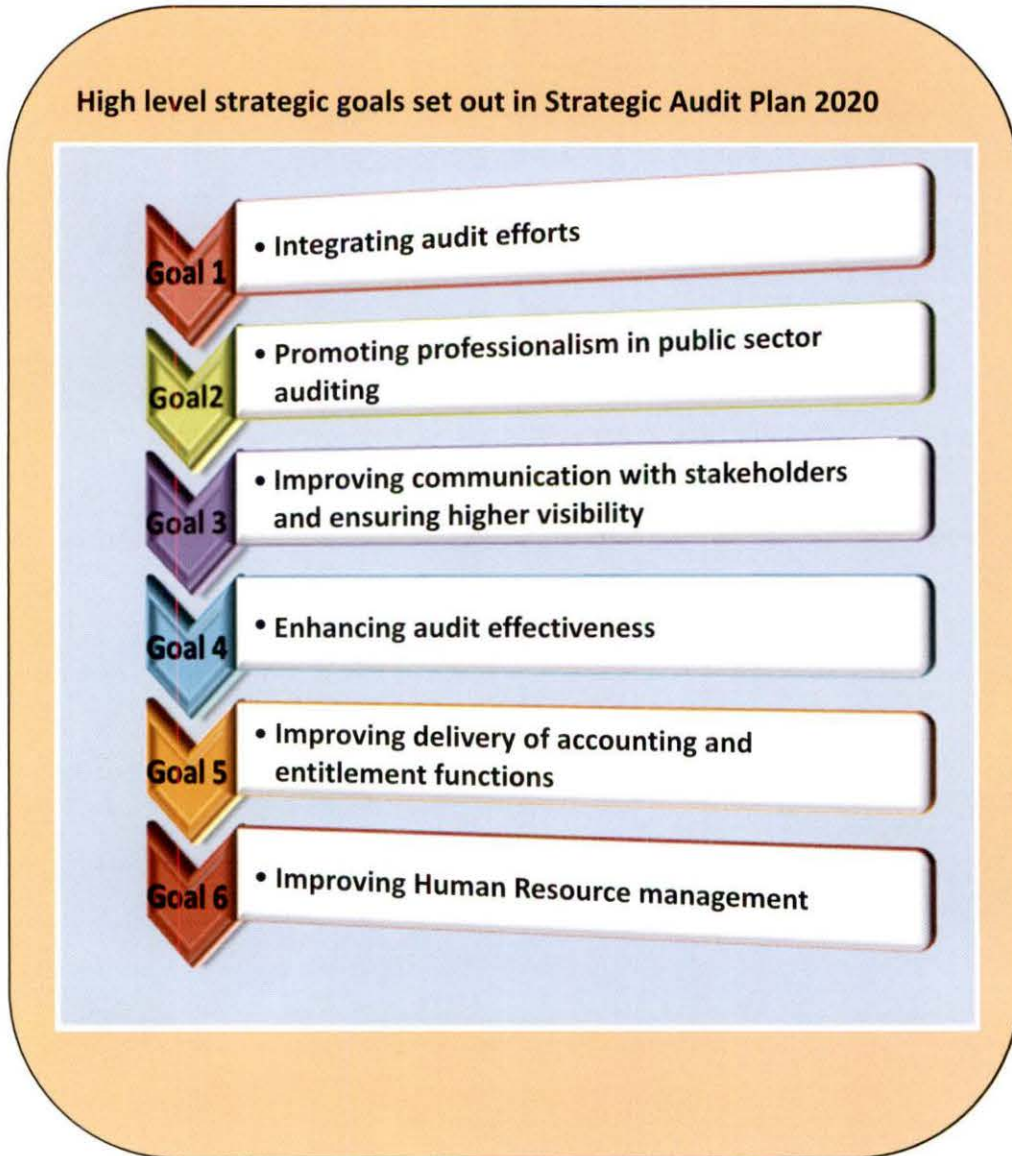 High level strategic goals set out in Strategic Audit Plan 2020
Goal 1
• Integrating audit efforts
Goal2
• Promoting professionalism in public sector
auditing
Goal 3
• Improving communication with stakeholders
and ensuring higher visibility
Goal 4
• Enhancing audit effectiveness
Goal 5
• Improving delivery of accounting and
entitlement functions
Goal 6
• Improving Human Resource management